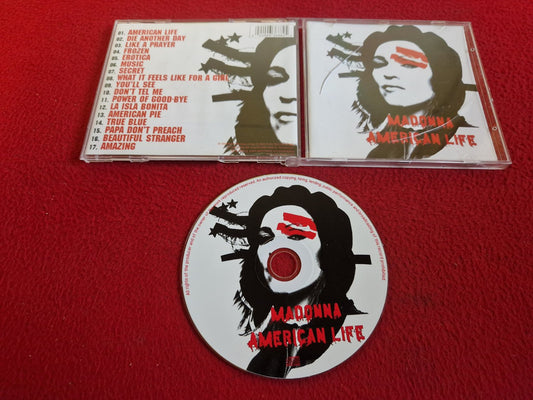 01. AMERICAN LIFE
02. DIE ANOTHER DAY
03. LIKE A PRAYER
04. FROZEN
05. EROTICA
06. MUSIC
07. SECRET
08. WHAT IT FEELS LIKE FOR A GIRL
09. YOU'LL SEE
10. DON'T TELL ME
11. POWER OF GOOD-BYE
12. LA ISLA BONITA
13. AMERICAN PIE
14. TRUE BLUE
15. PAPA DON'T PREACH
16. BEAUTIFUL STRANGER
17. AMAZING
MADONNA
AMERICAN LIFE
MADONNA
AMERICAN LIFE